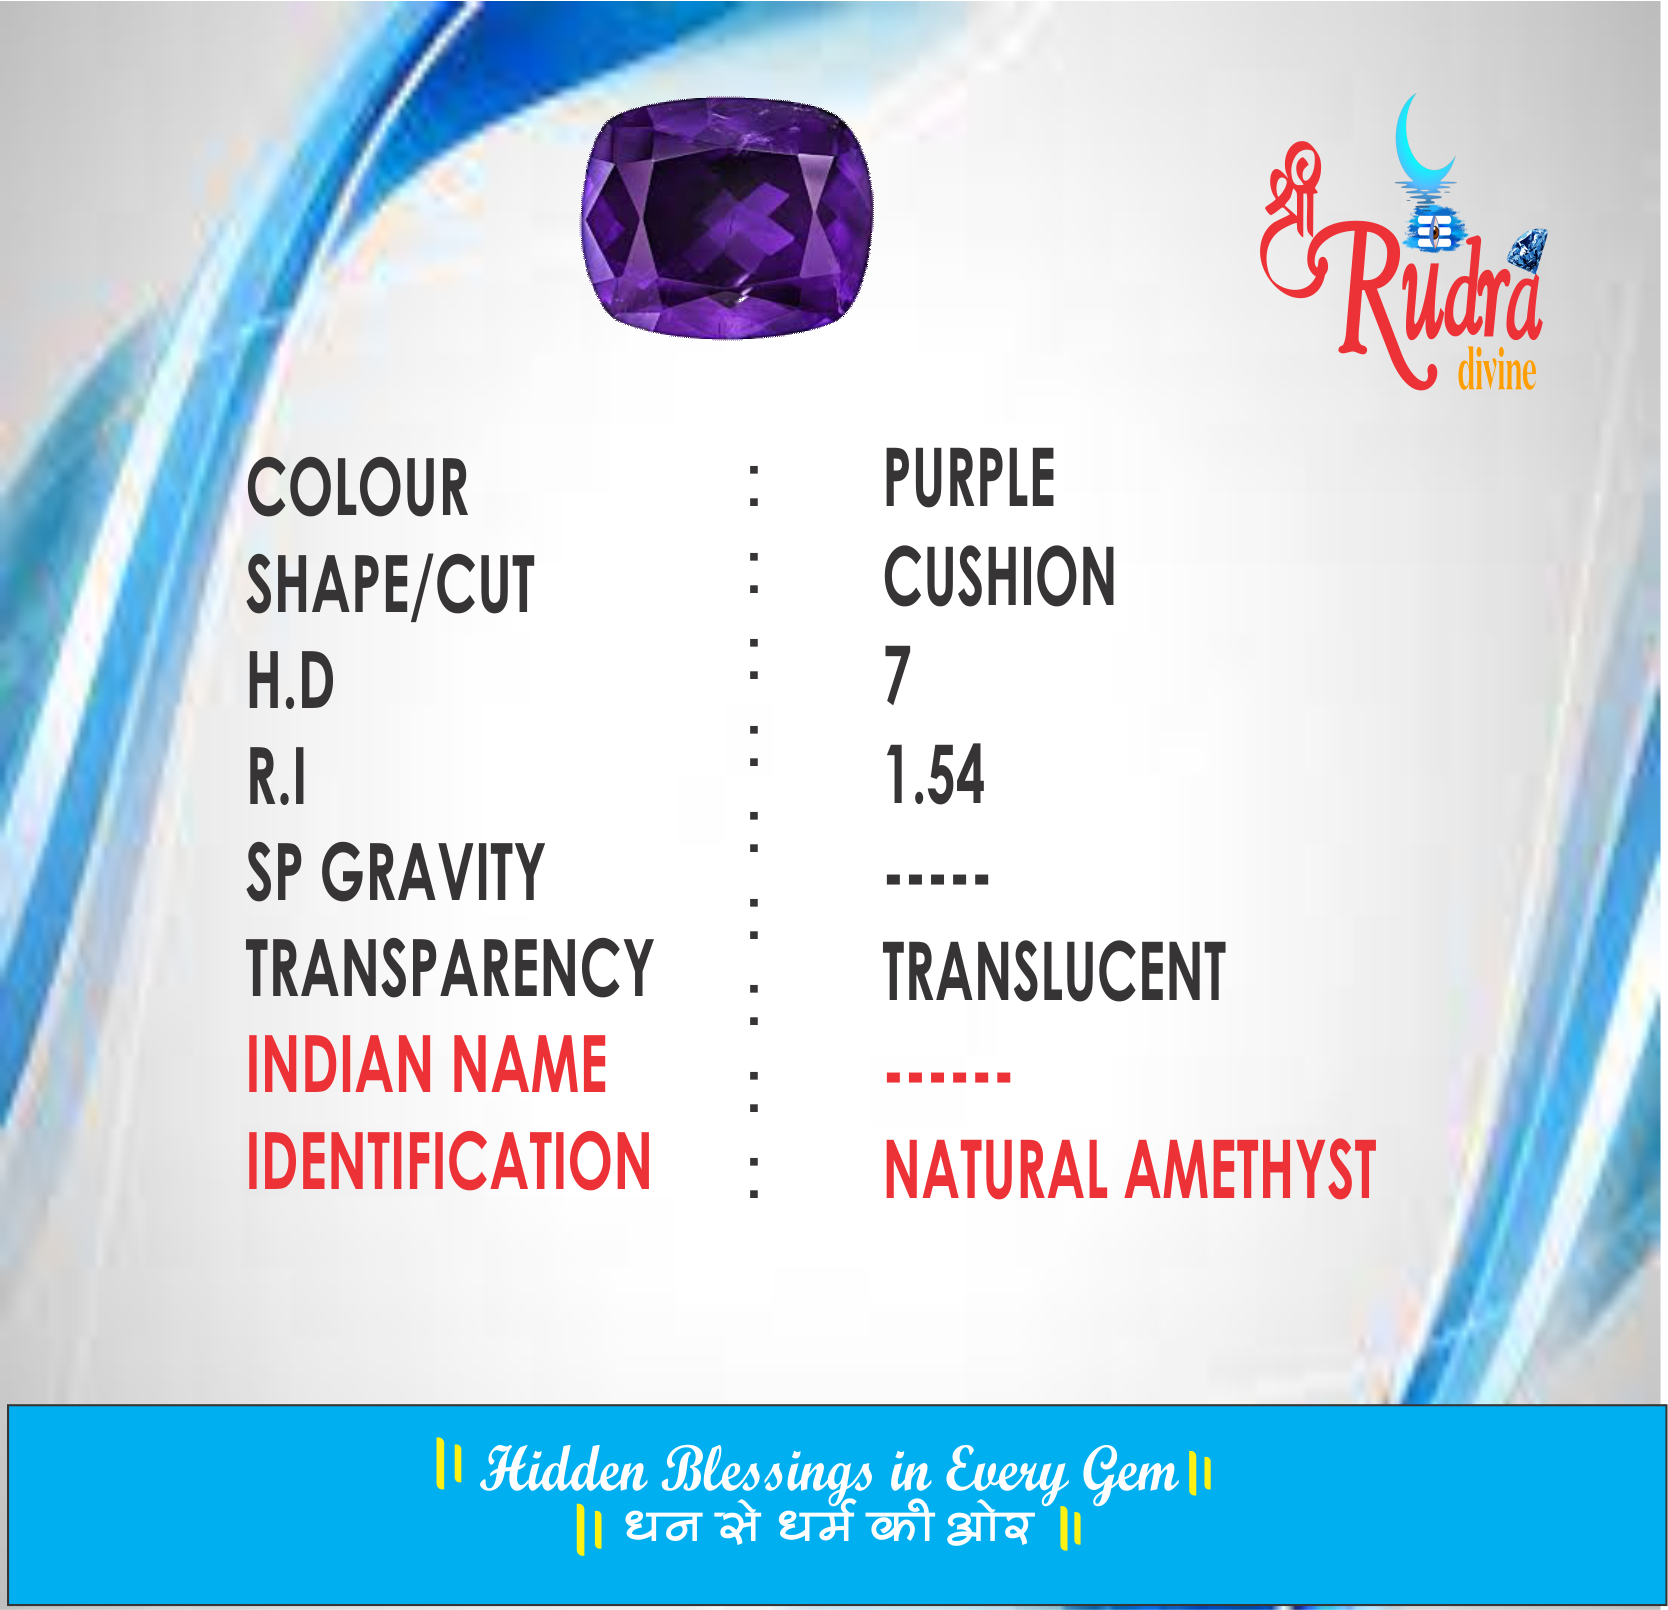 श्री
Rudra
divine
COLOUR : PURPLE
SHAPE/CUT : CUSHION
H.D : 7
R.I : 1.54
SP GRAVITY : -----
TRANSPARENCY : TRANSLUCENT
INDIAN NAME : ------
IDENTIFICATION : NATURAL AMETHYST
|| Hidden Blessings in Every Gem ||
|| धन से धर्म की ओर ||